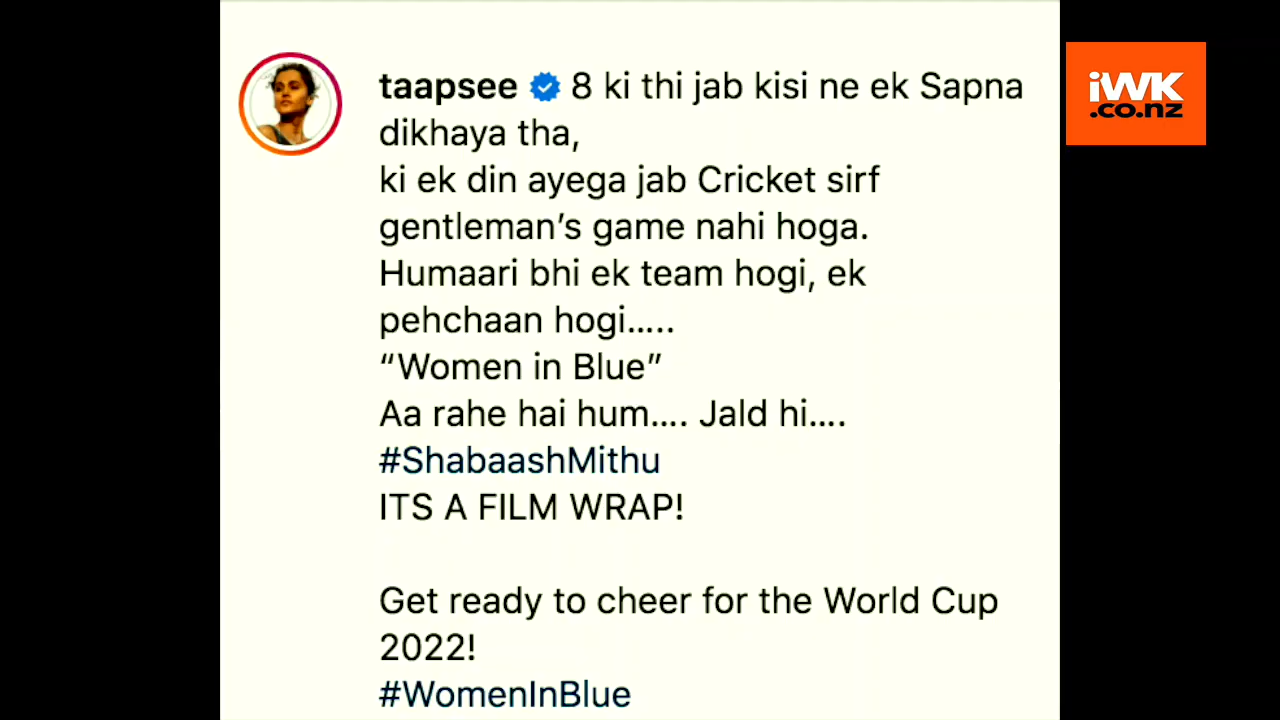 taapsee 8 ki thi jab kisi ne ek Sapna
dikhaya tha,
ki ek din ayega jab Cricket sirf
gentleman’s game nahi hoga.
Humaari bhi ek team hogi, ek
pehchaan hogi.....
“Women in Blue”
Aa rahe hai hum.... Jald hi....
#ShabaashMithu
ITS A FILM WRAP!
Get ready to cheer for the World Cup
2022!
#WomenInBlue
iWK
.co.nz